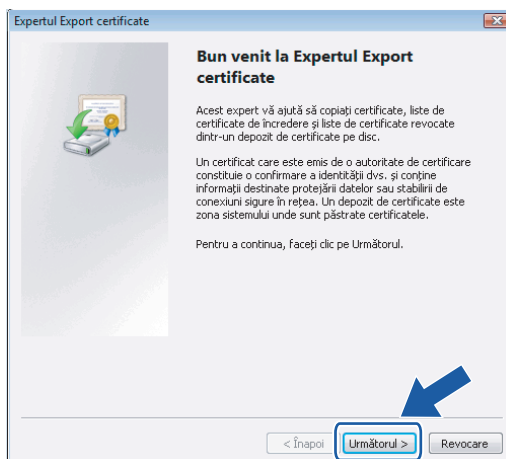 Expertul Export certificate
Bun venit la Expertul Export
certificate
Acest expert vă ajută să copiați certificate, liste de
certificate de încredere și liste de certificate revocate
dintr-un depozit de certificate pe disc.
Un certificat care este emis de o autoritate de certificare
constituie o confirmare a identității dvs. și conține
informații destinate protejării datelor sau stabilirii de
conexiuni sigure în rețea. Un depozit de certificate este
zona sistemului unde sunt păstrate certificatele.
Pentru a continua, faceți clic pe Următorul.
< Înapoi Următorul > Revocare